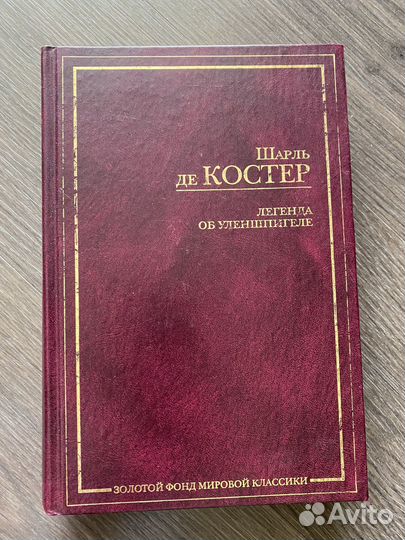 ШАРЛЬ
ДЕ КОСТЕР
ЛЕГЕНДА
ОБ УЛЕНШПИГЕЛЕ
ЗОЛОТОЙ ФОНД МИРОВОЙ КЛАССИКИ
Avito